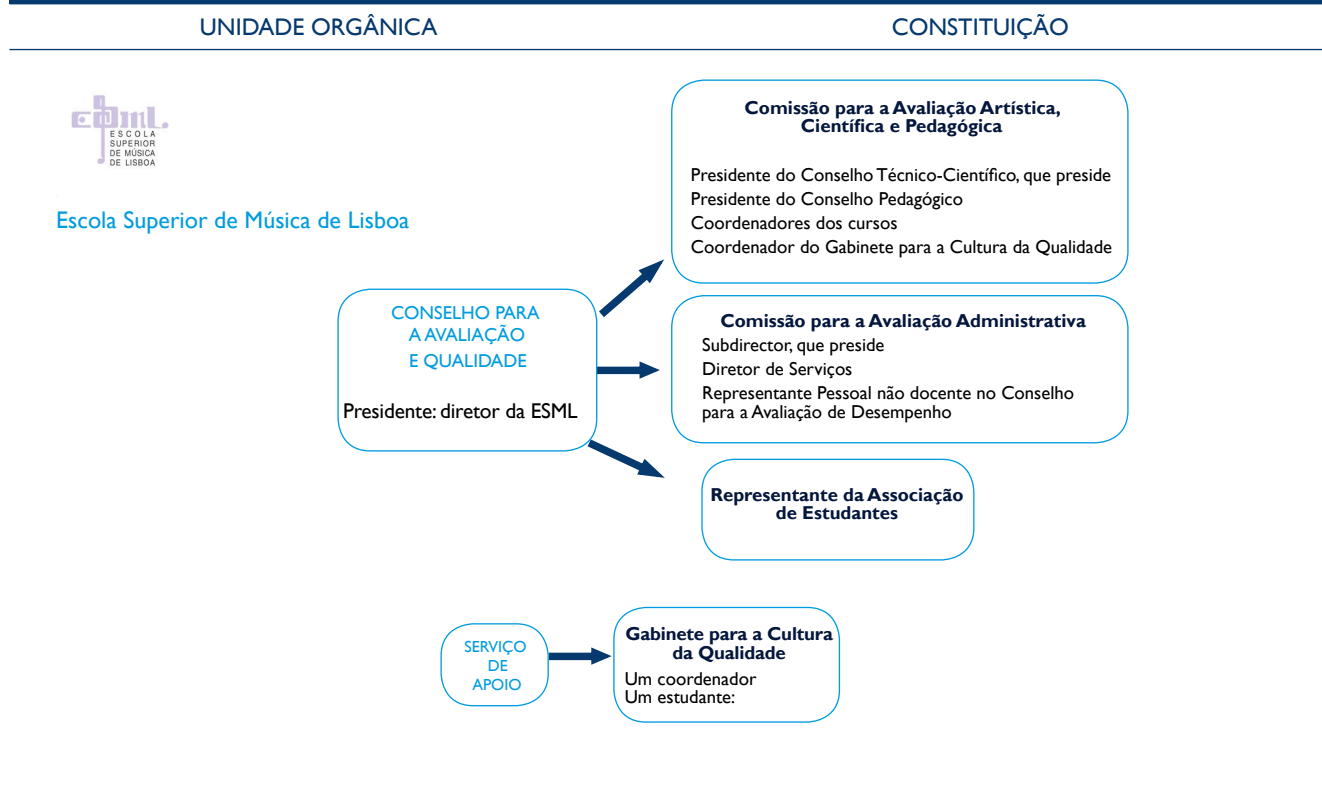 UNIDADE ORGÂNICA
CONSTITUIÇÃO
esml
ESCOLA
SUPERIOR
DE MÚSICA
DE LISBOA
Escola Superior de Música de Lisboa
Comissão para a Avaliação Artística,
Científica e Pedagógica
Presidente do Conselho Técnico-Científico, que preside
Presidente do Conselho Pedagógico
Coordenadores dos cursos
Coordenador do Gabinete para a Cultura da Qualidade
CONSELHO PARA
A AVALIAÇÃO
E QUALIDADE
Presidente: diretor da ESML
Comissão para a Avaliação Administrativa
Subdirector, que preside
Diretor de Serviços
Representante Pessoal não docente no Conselho
para a Avaliação de Desempenho
Representante da Associação
de Estudantes
SERVIÇO
DE
APOIO
Gabinete para a Cultura
da Qualidade
Um coordenador
Um estudante: